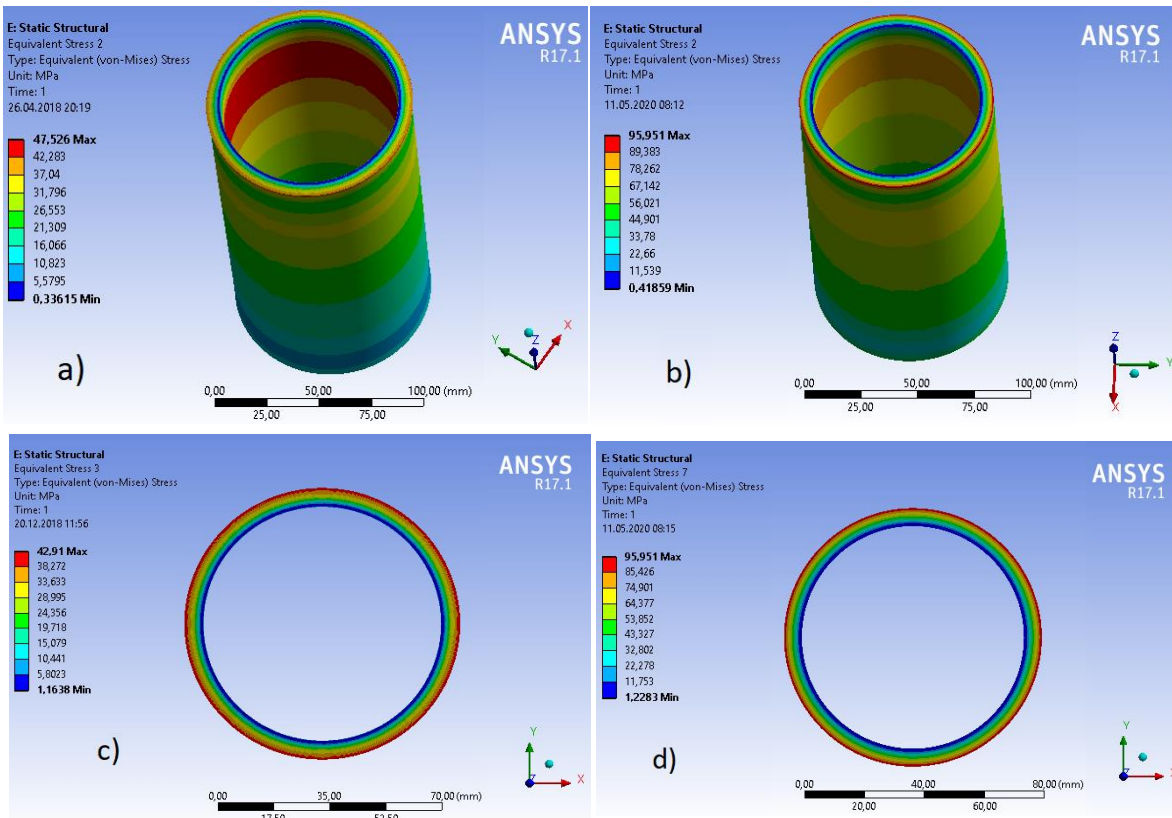 E: Static Structural
Equivalent Stress 2
Type: Equivalent (von-Mises) Stress
Unit: MPa
Time: 1
26.04.2018 20:19
47,526 Max
42,283
37,04
31,796
26,553
21,309
16,066
10,823
5,5795
0,33615 Min
ANSYS
R17.1
a)
Y
Z
X
0,00 50,00 100,00 (mm)
25,00 75,00
E: Static Structural
Equivalent Stress 2
Type: Equivalent (von-Mises) Stress
Unit: MPa
Time: 1
11.05.2020 08:12
95,951 Max
89,383
78,262
67,142
56,021
44,901
33,78
22,66
11,539
0,41859 Min
ANSYS
R17.1
b)
Z
Y
X
0,00 50,00 100,00 (mm)
25,00 75,00
E: Static Structural
Equivalent Stress 3
Type: Equivalent (von-Mises) Stress
Unit: MPa
Time: 1
20.12.2018 11:56
42,91 Max
38,272
33,633
28,995
24,356
19,718
15,079
10,441
5,8023
1,1638 Min
ANSYS
R17.1
c)
Y
Z
X
0,00 35,00 70,00 (mm)
17,50 52,50
E: Static Structural
Equivalent Stress 7
Type: Equivalent (von-Mises) Stress
Unit: MPa
Time: 1
11.05.2020 08:15
95,951 Max
85,426
74,901
64,377
53,852
43,327
32,802
22,278
11,753
1,2283 Min
ANSYS
R17.1
d)
Y
Z
0,00 40,00 80,00 (mm)
20,00 60,00